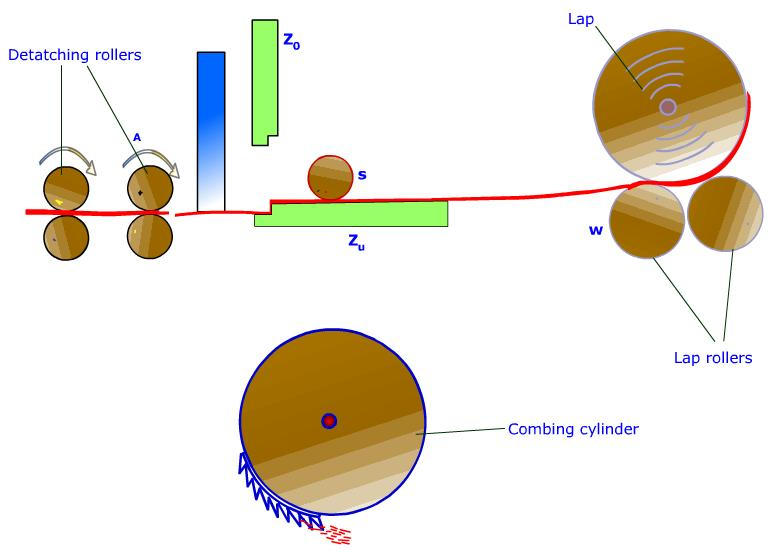 Lap
Z0
Detatching rollers
A
s
w
Zu
Lap rollers
Combing cylinder